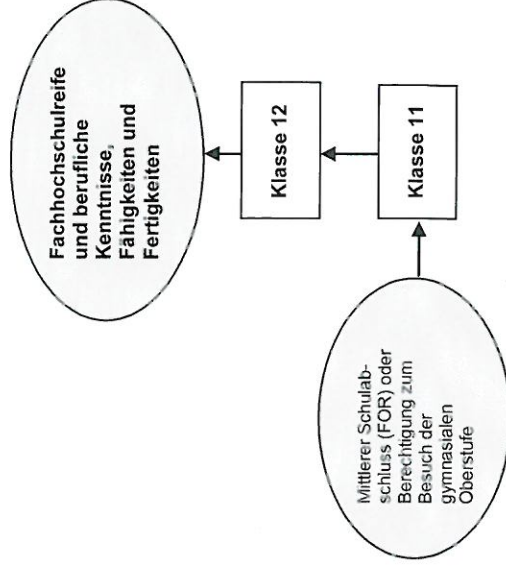 Fachhochschulreife
und berufliche
Kenntnisse,
Fähigkeiten und
Fertigkeiten
Klasse 12
Klasse 11
Mittlerer Schulab-
schluss (FOR) oder
Berechtigung zum
Besuch der
gymnasialen
Oberstufe